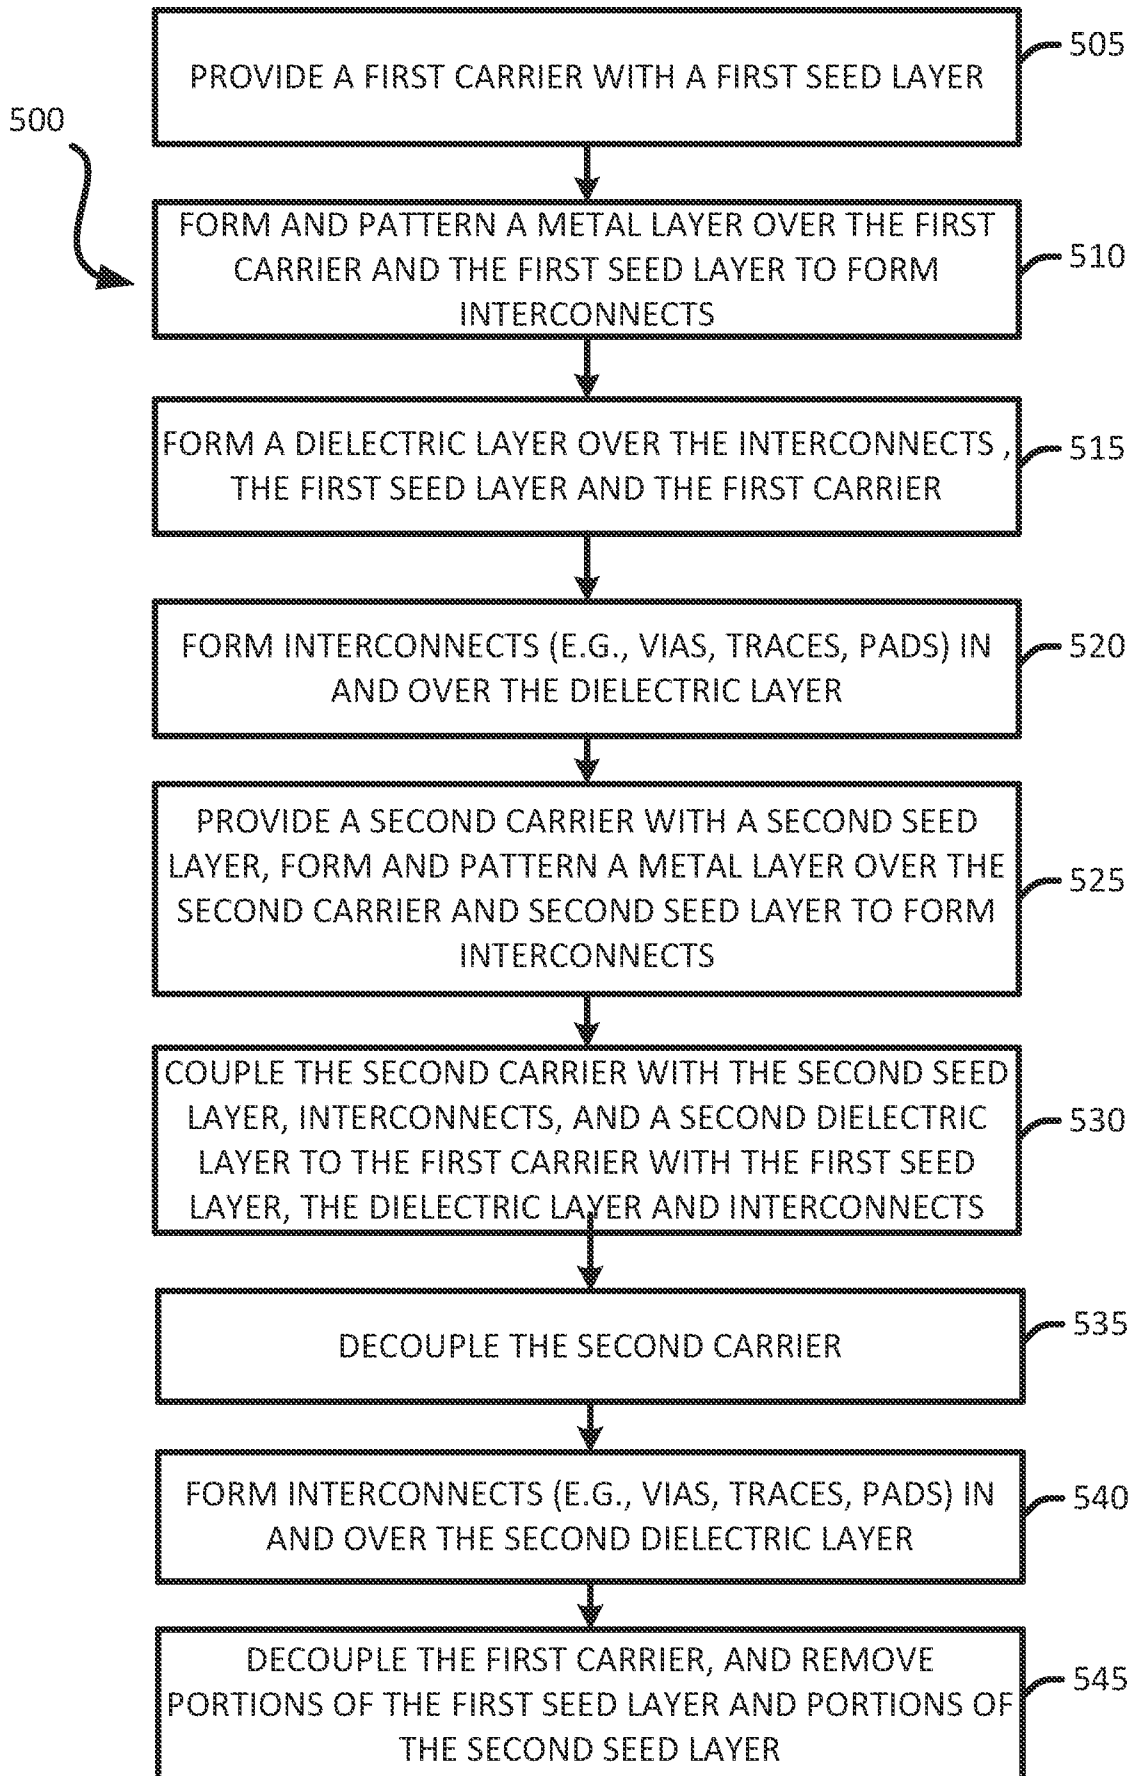 PROVIDE A FIRST CARRIER WITH A FIRST SEED LAYER
505
500
FORM AND PATTERN A METAL LAYER OVER THE FIRST
CARRIER AND THE FIRST SEED LAYER TO FORM
INTERCONNECTS
510
FORM A DIELECTRIC LAYER OVER THE INTERCONNECTS ,
THE FIRST SEED LAYER AND THE FIRST CARRIER
515
FORM INTERCONNECTS (E.G., VIAS, TRACES, PADS) IN
AND OVER THE DIELECTRIC LAYER
520
PROVIDE A SECOND CARRIER WITH A SECOND SEED
LAYER, FORM AND PATTERN A METAL LAYER OVER THE
SECOND CARRIER AND SECOND SEED LAYER TO FORM
INTERCONNECTS
525
COUPLE THE SECOND CARRIER WITH THE SECOND SEED
LAYER, INTERCONNECTS, AND A SECOND DIELECTRIC
LAYER TO THE FIRST CARRIER WITH THE FIRST SEED
LAYER, THE DIELECTRIC LAYER AND INTERCONNECTS
530
DECOUPLE THE SECOND CARRIER
535
FORM INTERCONNECTS (E.G., VIAS, TRACES, PADS) IN
AND OVER THE SECOND DIELECTRIC LAYER
540
DECOUPLE THE FIRST CARRIER, AND REMOVE
PORTIONS OF THE FIRST SEED LAYER AND PORTIONS OF
THE SECOND SEED LAYER
545